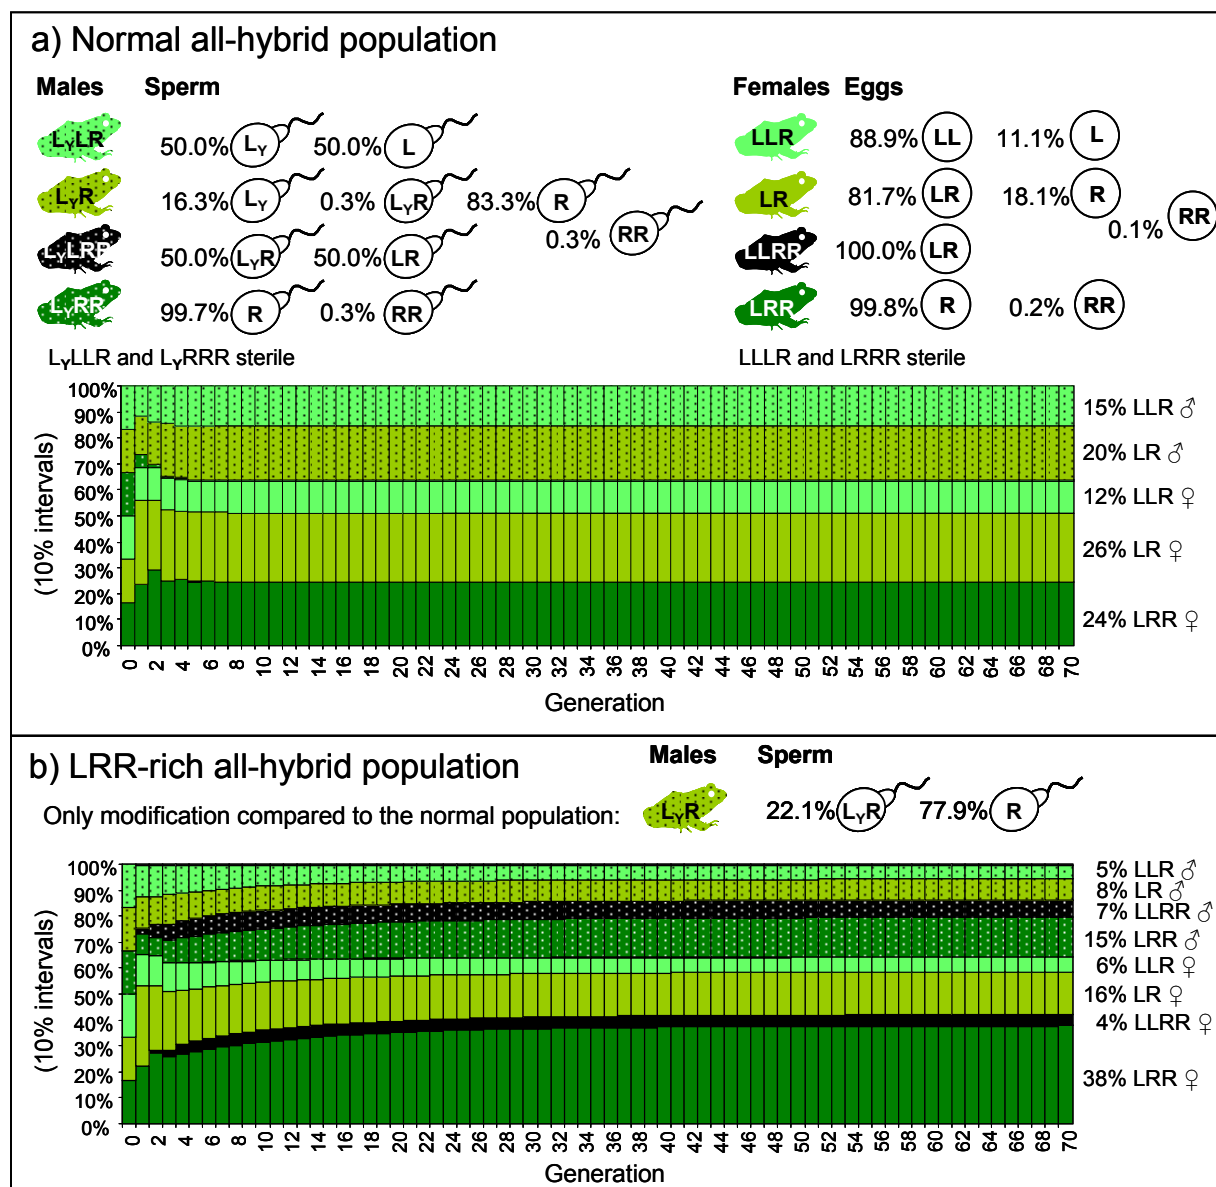 a) Normal all-hybrid population
Males Sperm Females Eggs
LYLR 50.0% LY 50.0% L LLR 88.9% LL 11.1% L
LYR 16.3% LY 0.3% LYR 83.3% R 0.3% RR LR 81.7% LR 18.1% R 0.1% RR
LYLRR 50.0% LYR 50.0% LR LLRR 100.0% LR
LYRR 99.7% R 0.3% RR LRR 99.8% R 0.2% RR
LYLLR and LYRRR sterile LLLR and LRRR sterile
(10% intervals)
100%
90%
80%
70%
60%
50%
40%
30%
20%
10%
0%
15% LLR ♂
20% LR ♂
12% LLR ♀
26% LR ♀
24% LRR ♀
0 2 4 6 8 10 12 14 16 18 20 22 24 26 28 30 32 34 36 38 40 42 44 46 48 50 52 54 56 58 60 62 64 66 68 70
Generation
b) LRR-rich all-hybrid population
Males Sperm
Only modification compared to the normal population: LYR 22.1% LYR 77.9% R
(10% intervals)
100%
90%
80%
70%
60%
50%
40%
30%
20%
10%
0%
5% LLR ♂
8% LR ♂
7% LLRR ♂
15% LRR ♂
6% LLR ♀
16% LR ♀
4% LLRR ♀
38% LRR ♀
0 2 4 6 8 10 12 14 16 18 20 22 24 26 28 30 32 34 36 38 40 42 44 46 48 50 52 54 56 58 60 62 64 66 68 70
Generation